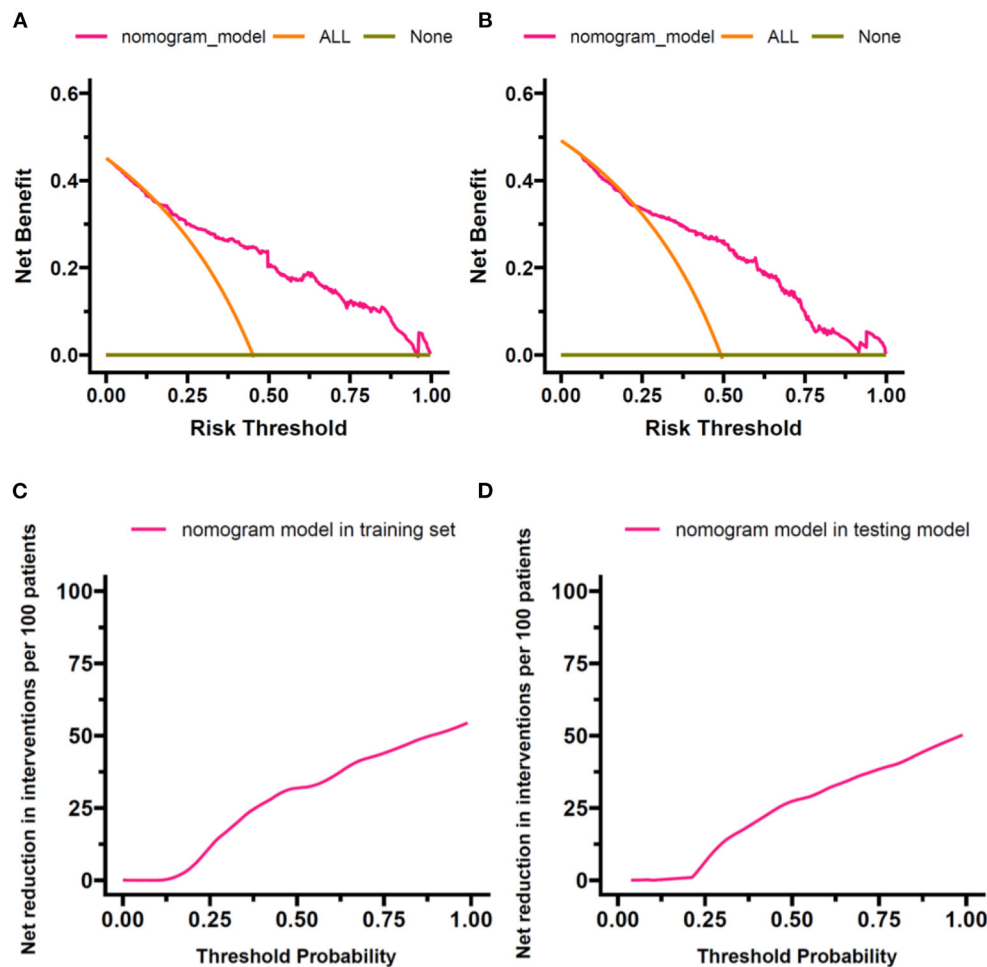 A
nomogram_model ALL None
Net Benefit
0.6
0.4
0.2
0.0
0.00 0.25 0.50 0.75 1.00
Risk Threshold
B
nomogram_model ALL None
Net Benefit
0.6
0.4
0.2
0.0
0.00 0.25 0.50 0.75 1.00
Risk Threshold
C
nomogram model in training set
Net reduction in interventions per 100 patients
100
75
50
25
0
0.00 0.25 0.50 0.75 1.00
Threshold Probability
D
nomogram model in testing model
Net reduction in interventions per 100 patients
100
75
50
25
0
0.00 0.25 0.50 0.75 1.00
Threshold Probability